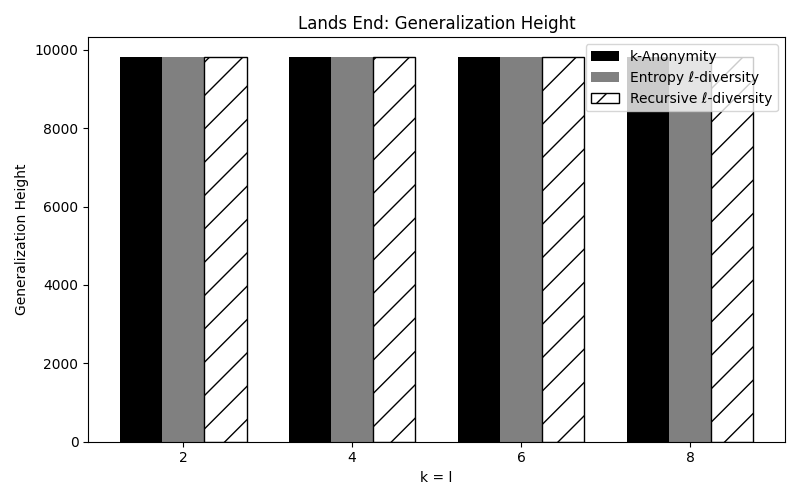 Lands End: Generalization Height
k-Anonymity
Entropy ℓ-diversity
Recursive ℓ-diversity
Generalization Height
10000
8000
6000
4000
2000
0
2
4
6
8
k = l